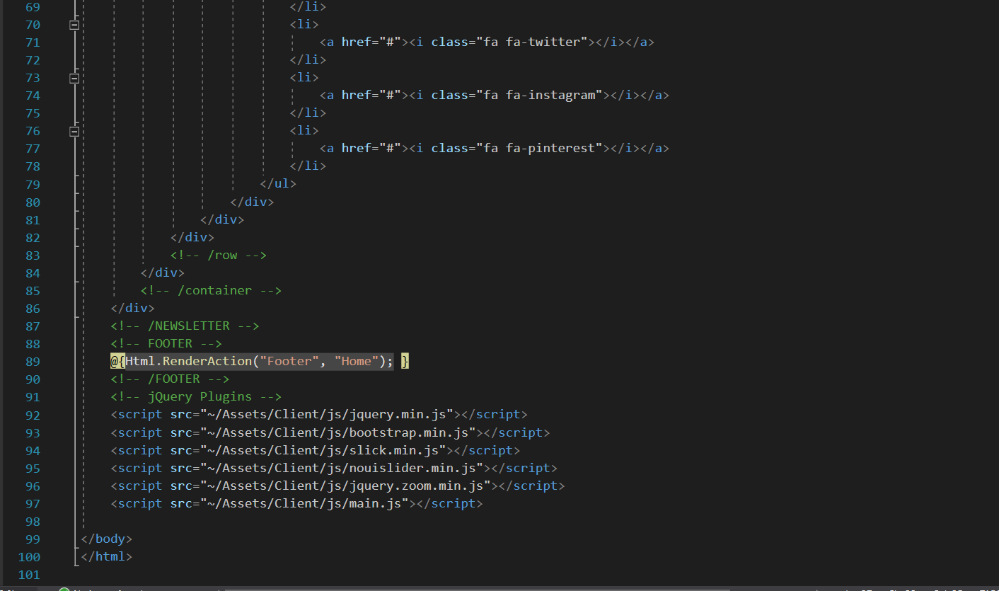 69 </li>
70 <li>
71 <a href="#"><i class="fa fa-twitter"></i></a>
72 </li>
73 <li>
74 <a href="#"><i class="fa fa-instagram"></i></a>
75 </li>
76 <li>
77 <a href="#"><i class="fa fa-pinterest"></i></a>
78 </li>
79 </ul>
80 </div>
81 </div>
82 </div>
83 <!-- /row -->
84 </div>
85 <!-- /container -->
86 </div>
87 <!-- /NEWSLETTER -->
88 <!-- FOOTER -->
89 @{Html.RenderAction("Footer", "Home"); }
90 <!-- /FOOTER -->
91 <!-- jQuery Plugins -->
92 <script src="~/Assets/Client/js/jquery.min.js"></script>
93 <script src="~/Assets/Client/js/bootstrap.min.js"></script>
94 <script src="~/Assets/Client/js/slick.min.js"></script>
95 <script src="~/Assets/Client/js/nouislider.min.js"></script>
96 <script src="~/Assets/Client/js/jquery.zoom.min.js"></script>
97 <script src="~/Assets/Client/js/main.js"></script>
98
99 </body>
100 </html>
101